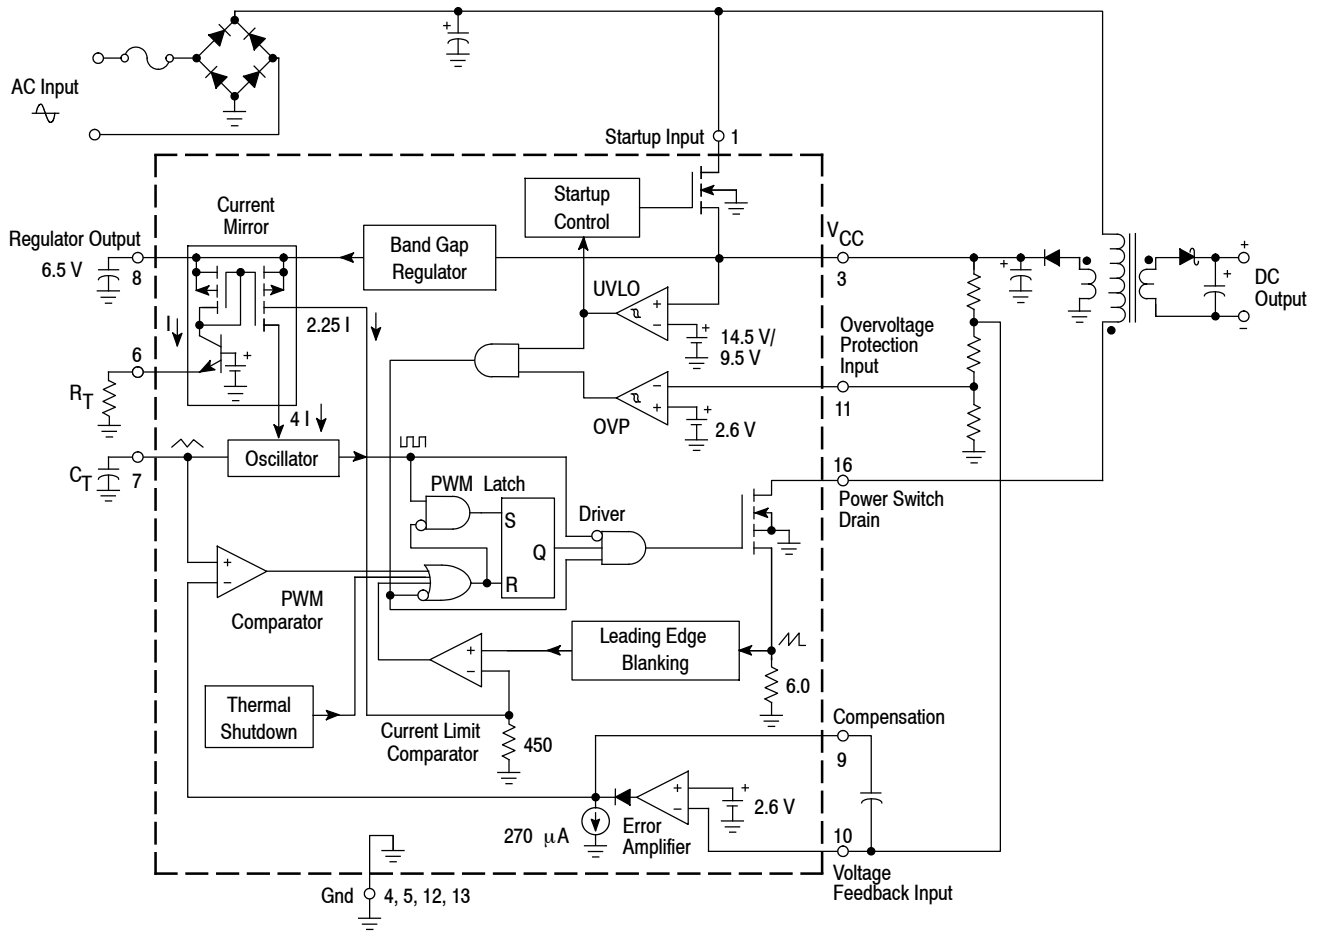 AC Input
Startup Input
1
Current
Mirror
Startup
Control
Regulator Output
6.5 V
8
Band Gap
Regulator
VCC
3
+
DC
Output
–
UVLO
+
–
14.5 V/
9.5 V
I
2.25 I
Overvoltage
Protection
Input
11
6
RT
4 I
OVP
–
+
2.6 V
CT
7
Oscillator
16
Power Switch
Drain
PWM Latch
S
Q
R
Driver
+
–
PWM
Comparator
Leading Edge
Blanking
+
–
6.0
Thermal
Shutdown
Current Limit
Comparator
450
Compensation
9
270 μA
Error
Amplifier
+
–
2.6 V
10
Voltage
Feedback Input
Gnd
4, 5, 12, 13